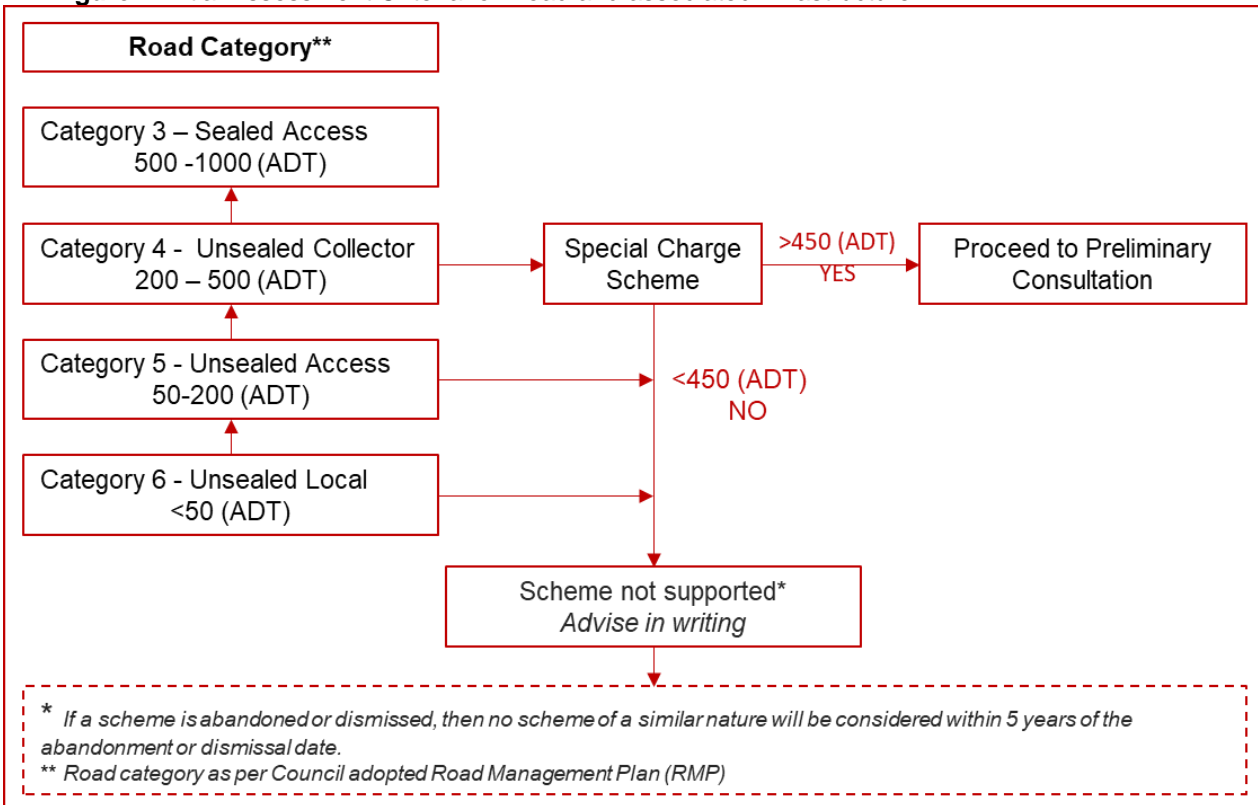 Road Category**
Category 3 – Sealed Access
500 -1000 (ADT)
Category 4 - Unsealed Collector
200 – 500 (ADT)
Special Charge
Scheme
>450 (ADT)
YES
Proceed to Preliminary
Consultation
Category 5 - Unsealed Access
50-200 (ADT)
<450 (ADT)
NO
Category 6 - Unsealed Local
<50 (ADT)
Scheme not supported*
Advise in writing
* If a scheme is abandoned or dismissed, then no scheme of a similar nature will be considered within 5 years of the
abandonment or dismissal date.
** Road category as per Council adopted Road Management Plan (RMP)